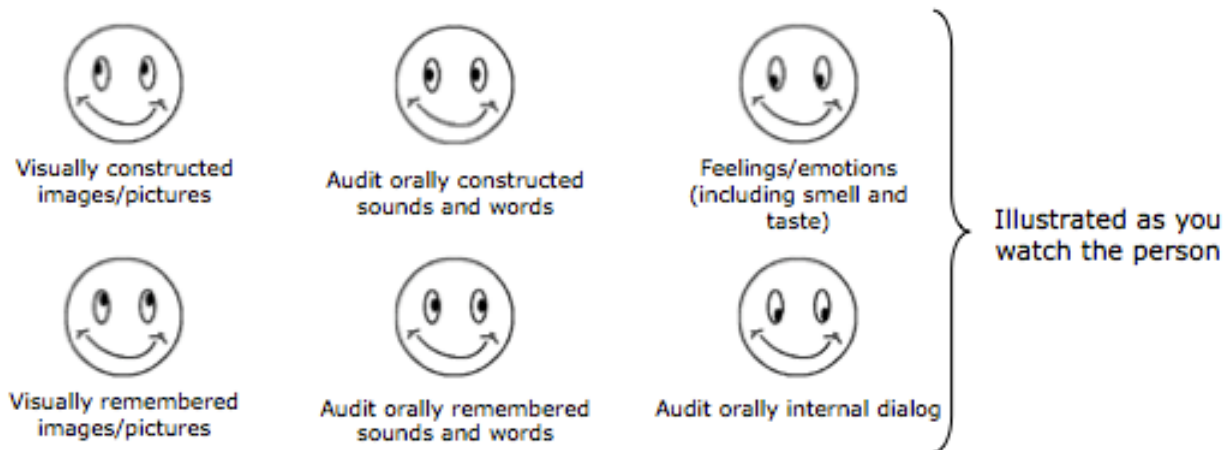 Visually constructed
images/pictures
Audit orally constructed
sounds and words
Feelings/emotions
(including smell and
taste)
Illustrated as you
watch the person
Visually remembered
images/pictures
Audit orally remembered
sounds and words
Audit orally internal dialog